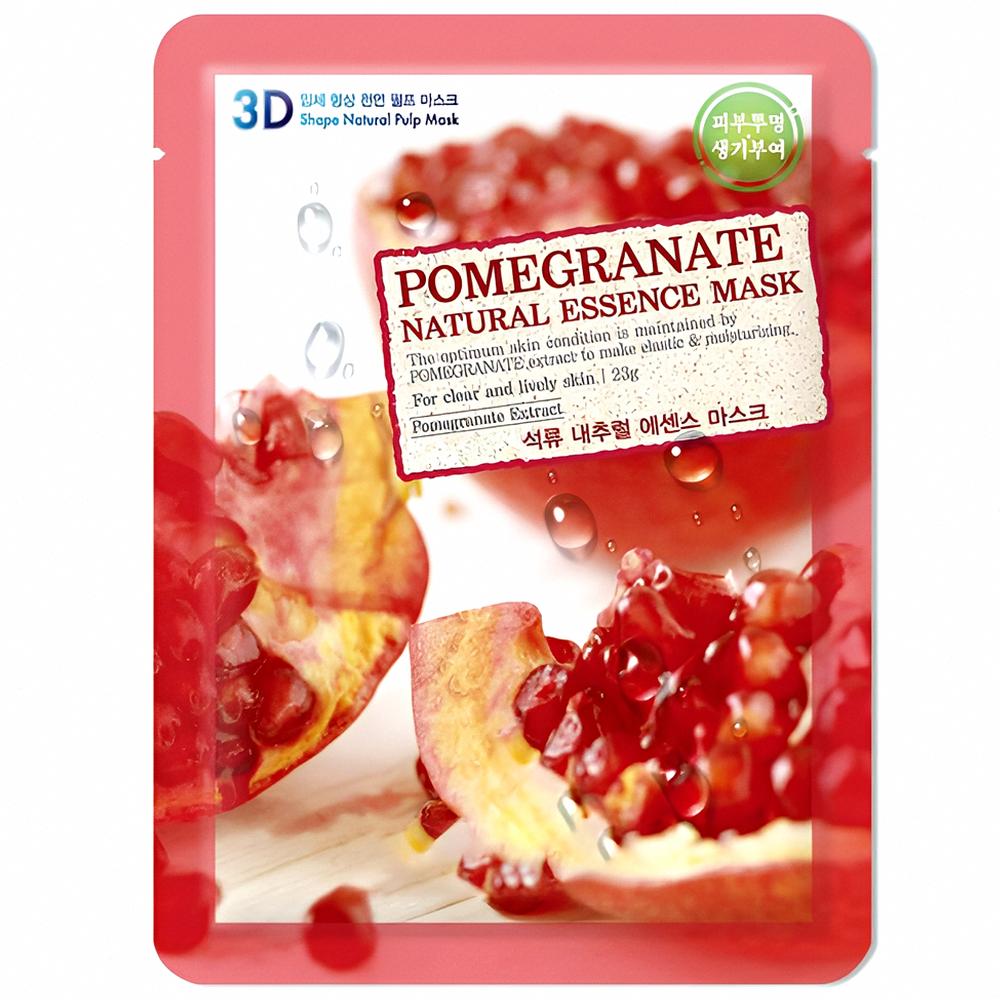 3D
입체 형상 천연 펄프 마스크
Shape Natural Pulp Mask
피부투명
생기부여
POMEGRANATE
NATURAL ESSENCE MASK
The optimum skin condition is maintained by
POMEGRANATE extract to make elastic & moisturizing.
For clear and lively skin. | 23g
Pomegranate Extract
석류 내추럴 에센스 마스크